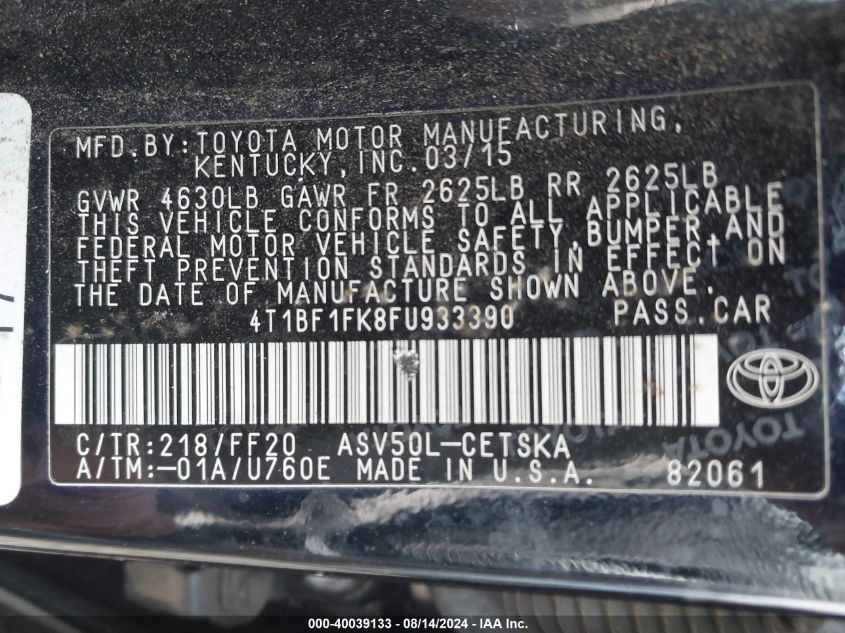 MFD.BY:TOYOTA MOTOR MANUFACTURING,
KENTUCKY,INC.03/15
GVWR 4630LB GAWR FR 2625LB RR 2625LB
THIS VEHICLE CONFORMS TO ALL APPLICABLE
FEDERAL MOTOR VEHICLE SAFETY,BUMPER,AND
THEFT PREVENTION STANDARDS IN EFFECT ON
THE DATE OF MANUFACTURE SHOWN ABOVE.
4T1BF1FK8FU933390 PASS.CAR
C/TR:218/FF20 ASV50L-CETSKA
A/TM:-01A/U760E MADE IN U.S.A. 82061
TOYOTA
000-40039133 - 08/14/2024 - IAA Inc.